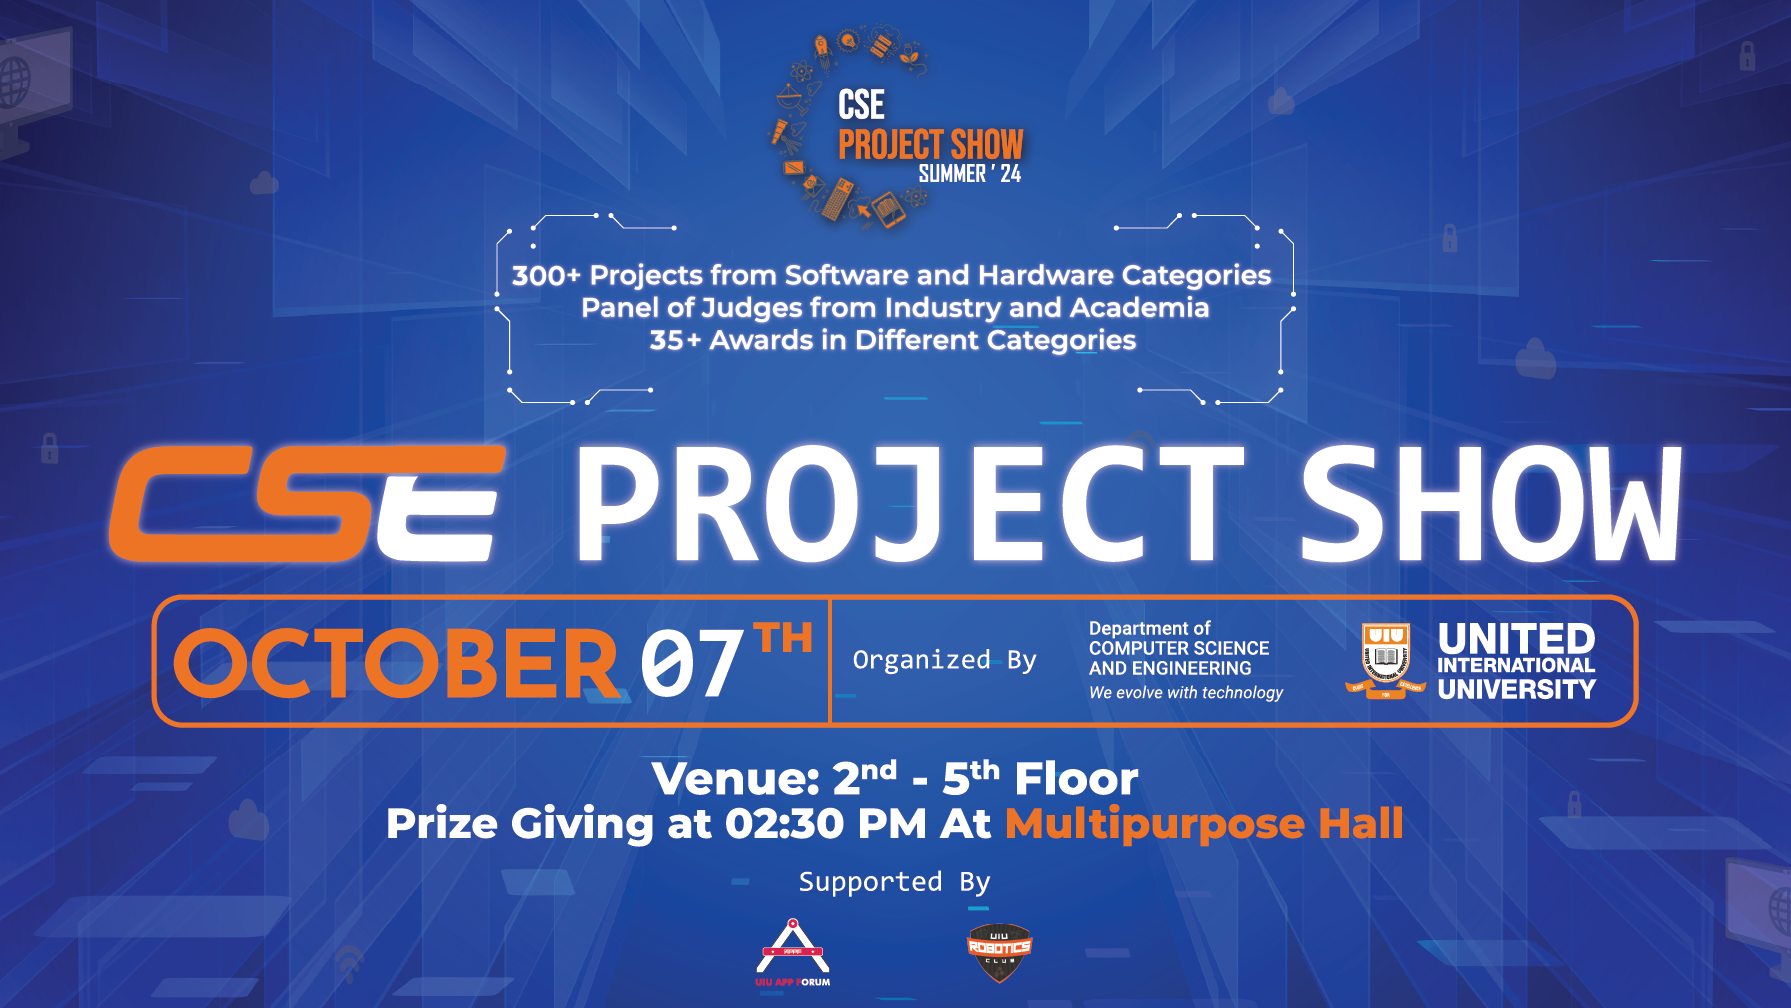 CSE
PROJECT SHOW
SUMMER ' 24
300+ Projects from Software and Hardware Categories
Panel of Judges from Industry and Academia
35+ Awards in Different Categories
CSE PROJECT SHOW
OCTOBER 07TH
Organized By
Department of
COMPUTER SCIENCE
AND ENGINEERING
We evolve with technology
UIU
UNITED
INTERNATIONAL
UNIVERSITY
Venue: 2nd - 5th Floor
Prize Giving at 02:30 PM At Multipurpose Hall
Supported By
UIU APP FORUM
UIU
ROBOTICS
CLUB